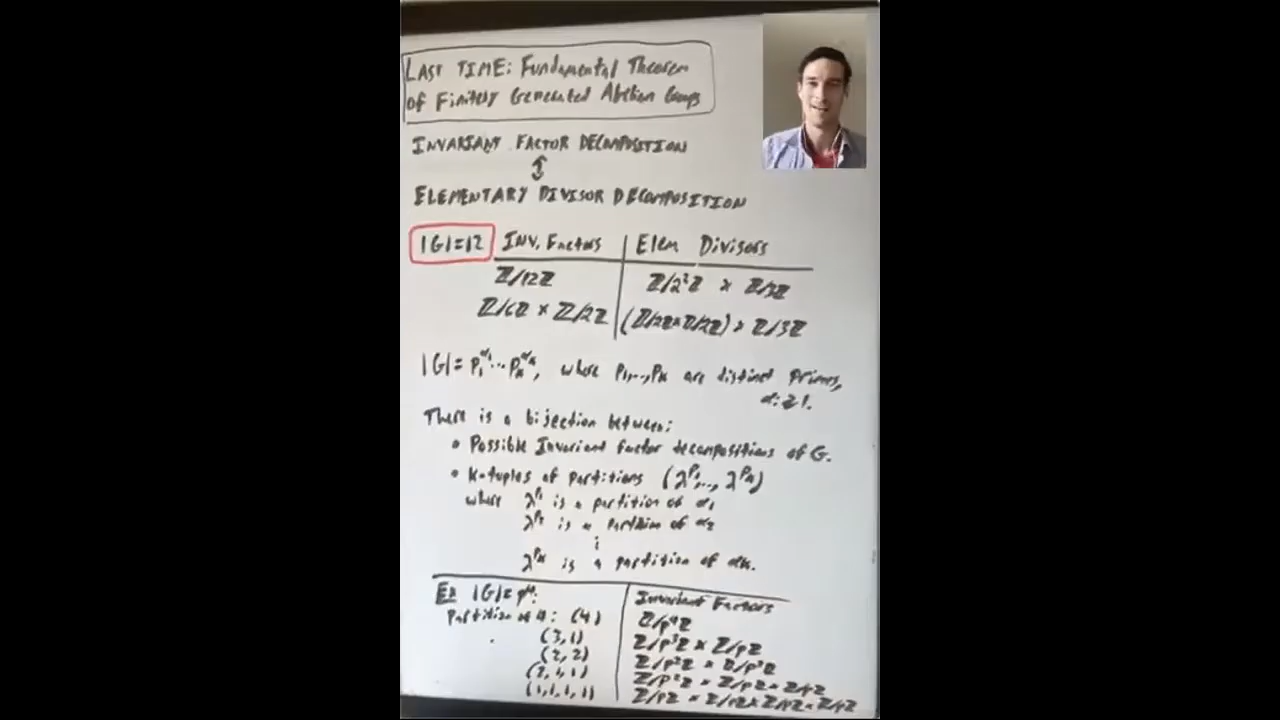 LAST TIME: Fundamental Theorem
of Finitely Generated Abelian Groups
INVARIANT FACTOR DECOMPOSITION
↕
ELEMENTARY DIVISOR DECOMPOSITION
|G|=12 INV. Factors | Elem Divisors
ℤ/12ℤ | ℤ/2²ℤ × ℤ/3ℤ
ℤ/6ℤ × ℤ/2ℤ | (ℤ/2ℤ×ℤ/2ℤ) × ℤ/3ℤ
|G| = p₁^α₁ ... pₖ^αₖ, where p₁,...,pₖ are distinct primes,
αᵢ ≥ 1.
There is a bijection between:
• Possible Invariant factor decompositions of G.
• K-tuples of partitions (λ^p₁, ..., λ^pₖ)
where λ^p₁ is a partition of α₁
λ^p₂ is a partition of α₂
⋮
λ^pₖ is a partition of αₖ.
Ex |G| = p⁴: | Invariant Factors
Partition of 4: (4) | ℤ/p⁴ℤ
(3,1) | ℤ/p³ℤ × ℤ/pℤ
(2,2) | ℤ/p²ℤ × ℤ/p²ℤ
(2,1,1) | ℤ/p²ℤ × ℤ/pℤ × ℤ/pℤ
(1,1,1,1) | ℤ/pℤ × ℤ/pℤ × ℤ/pℤ × ℤ/pℤ